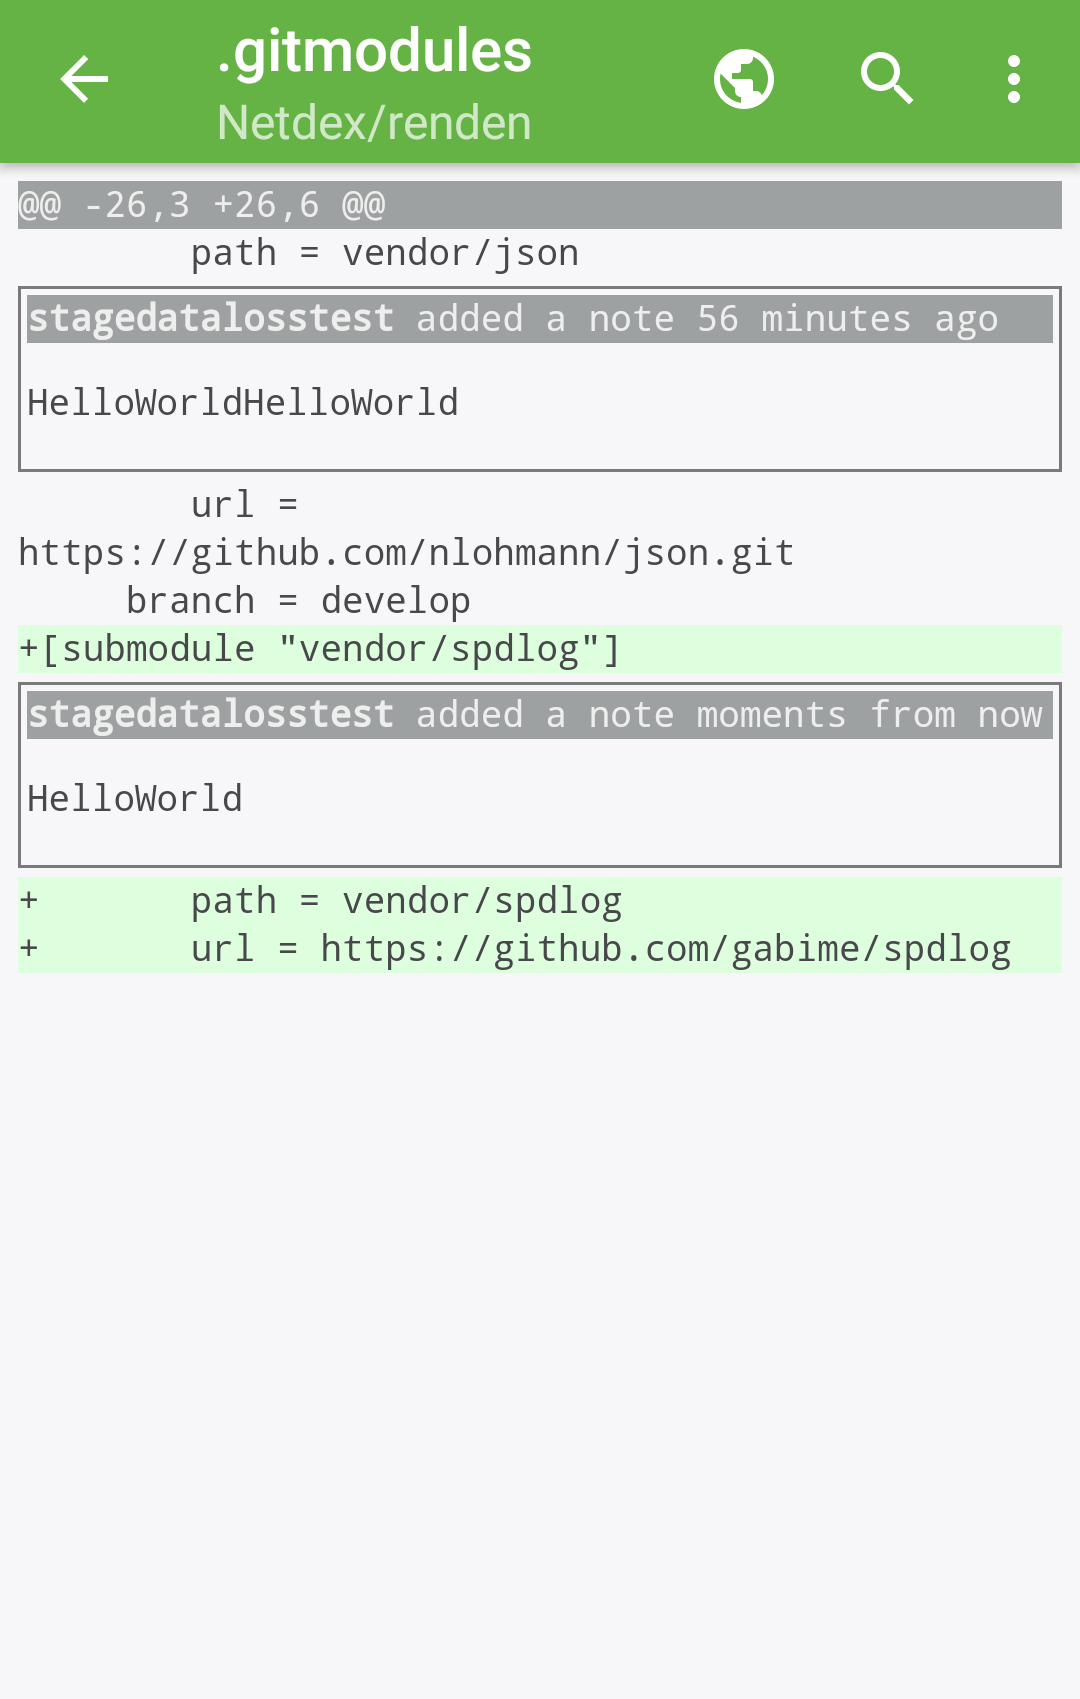 .gitmodules
Netdex/renden
@@ -26,3 +26,6 @@
        path = vendor/json
stagedatalosstest added a note 56 minutes ago
HelloWorldHelloWorld
        url =
https://github.com/nlohmann/json.git
     branch = develop
+[submodule "vendor/spdlog"]
stagedatalosstest added a note moments from now
HelloWorld
+       path = vendor/spdlog
+       url = https://github.com/gabime/spdlog